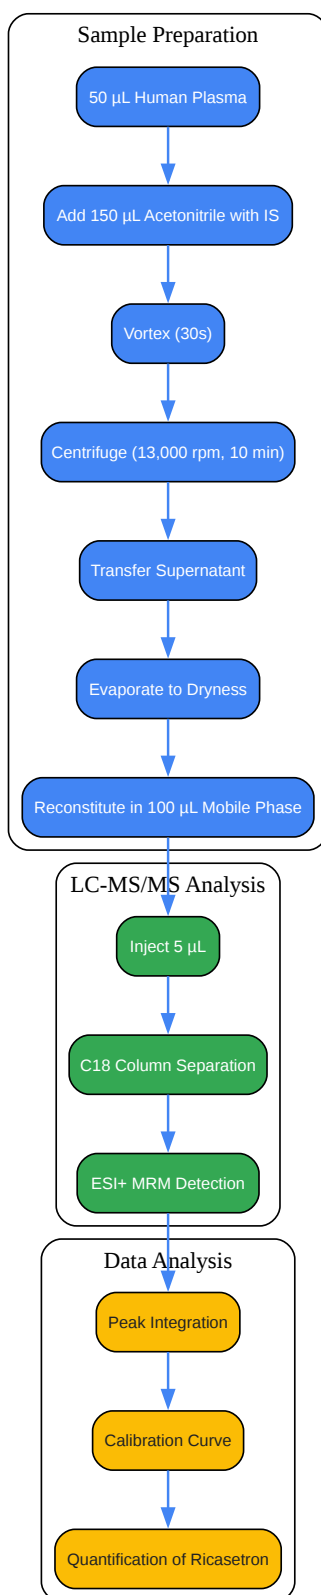 Sample Preparation
50 µL Human Plasma
Add 150 µL Acetonitrile with IS
Vortex (30s)
Centrifuge (13,000 rpm, 10 min)
Transfer Supernatant
Evaporate to Dryness
Reconstitute in 100 µL Mobile Phase
LC-MS/MS Analysis
Inject 5 µL
C18 Column Separation
ESI+ MRM Detection
Data Analysis
Peak Integration
Calibration Curve
Quantification of Ricasetron